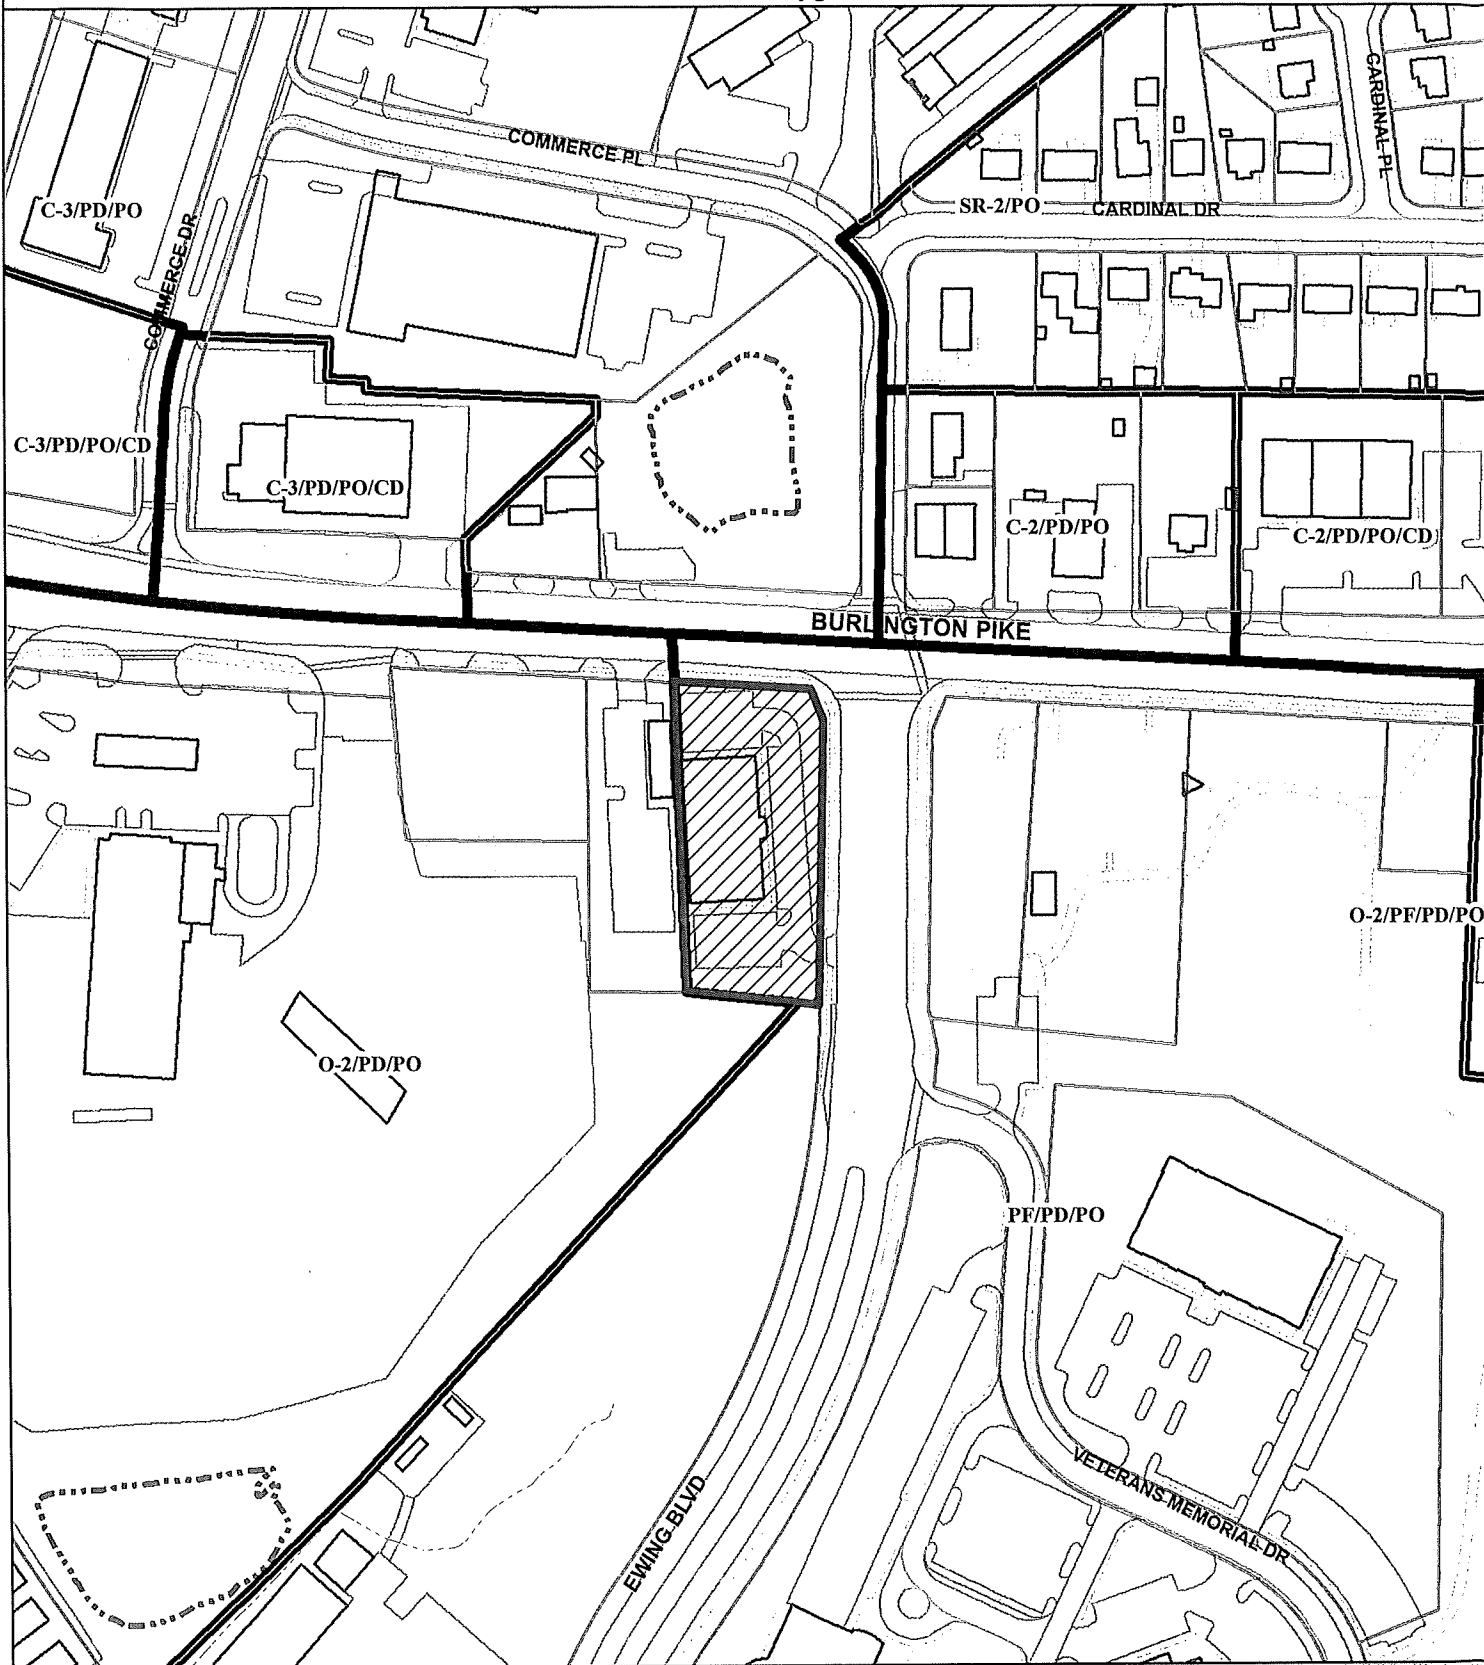 COMMERCE PL
CARDINAL PL
C-3/PD/PO
SR-2/PO
CARDINAL DR
COMMERCE DR
C-3/PD/PO/CD
C-3/PD/PO/CD
C-2/PD/PO
C-2/PD/PO/CD
BURLINGTON PIKE
O-2/PF/PD/PO
O-2/PD/PO
PF/PD/PO
EWING BLVD
VETERANS MEMORIAL DR